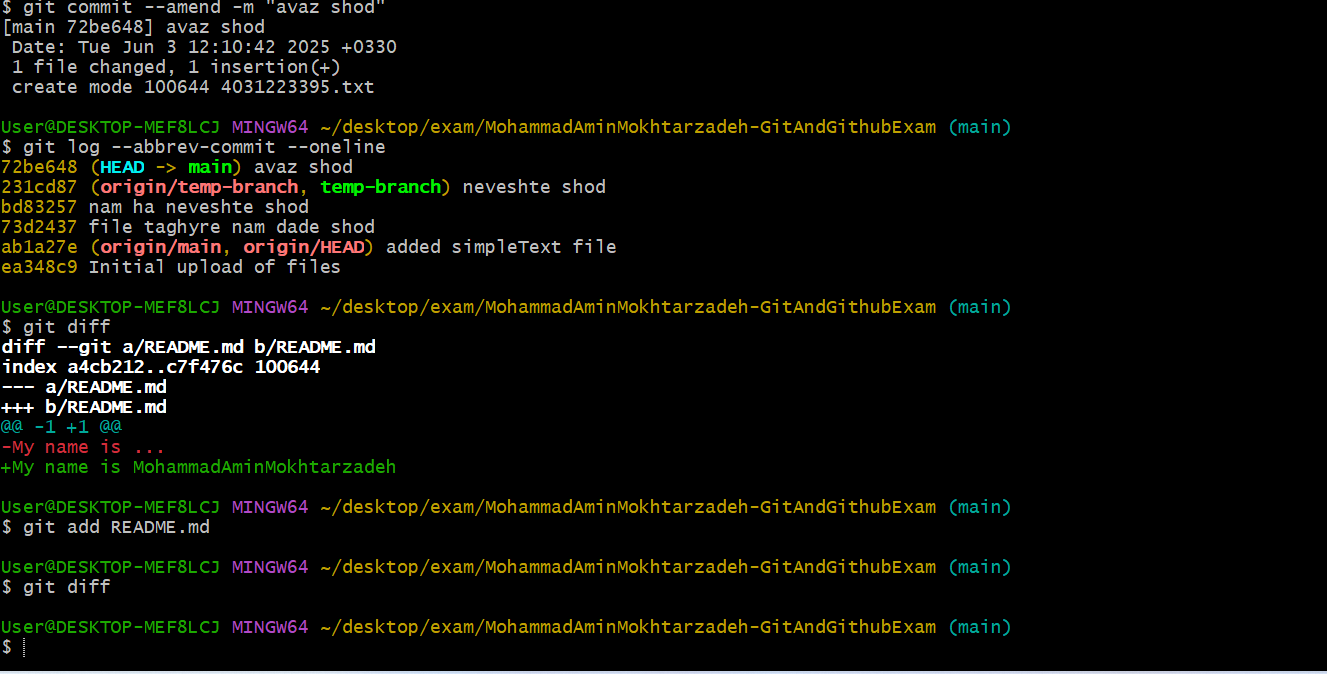 $ git commit --amend -m "avaz shod"
[main 72be648] avaz shod
 Date: Tue Jun 3 12:10:42 2025 +0330
 1 file changed, 1 insertion(+)
 create mode 100644 4031223395.txt
User@DESKTOP-MEF8LCJ MINGW64 ~/desktop/exam/MohammadAminMokhtarzadeh-GitAndGithubExam (main)
$ git log --abbrev-commit --oneline
72be648 (HEAD -> main) avaz shod
231cd87 (origin/temp-branch, temp-branch) neveshte shod
bd83257 nam ha neveshte shod
73d2437 file taghyre nam dade shod
ab1a27e (origin/main, origin/HEAD) added simpleText file
ea348c9 Initial upload of files
User@DESKTOP-MEF8LCJ MINGW64 ~/desktop/exam/MohammadAminMokhtarzadeh-GitAndGithubExam (main)
$ git diff
diff --git a/README.md b/README.md
index a4cb212..c7f476c 100644
--- a/README.md
+++ b/README.md
@@ -1 +1 @@
-My name is ...
+My name is MohammadAminMokhtarzadeh
User@DESKTOP-MEF8LCJ MINGW64 ~/desktop/exam/MohammadAminMokhtarzadeh-GitAndGithubExam (main)
$ git add README.md
User@DESKTOP-MEF8LCJ MINGW64 ~/desktop/exam/MohammadAminMokhtarzadeh-GitAndGithubExam (main)
$ git diff
User@DESKTOP-MEF8LCJ MINGW64 ~/desktop/exam/MohammadAminMokhtarzadeh-GitAndGithubExam (main)
$